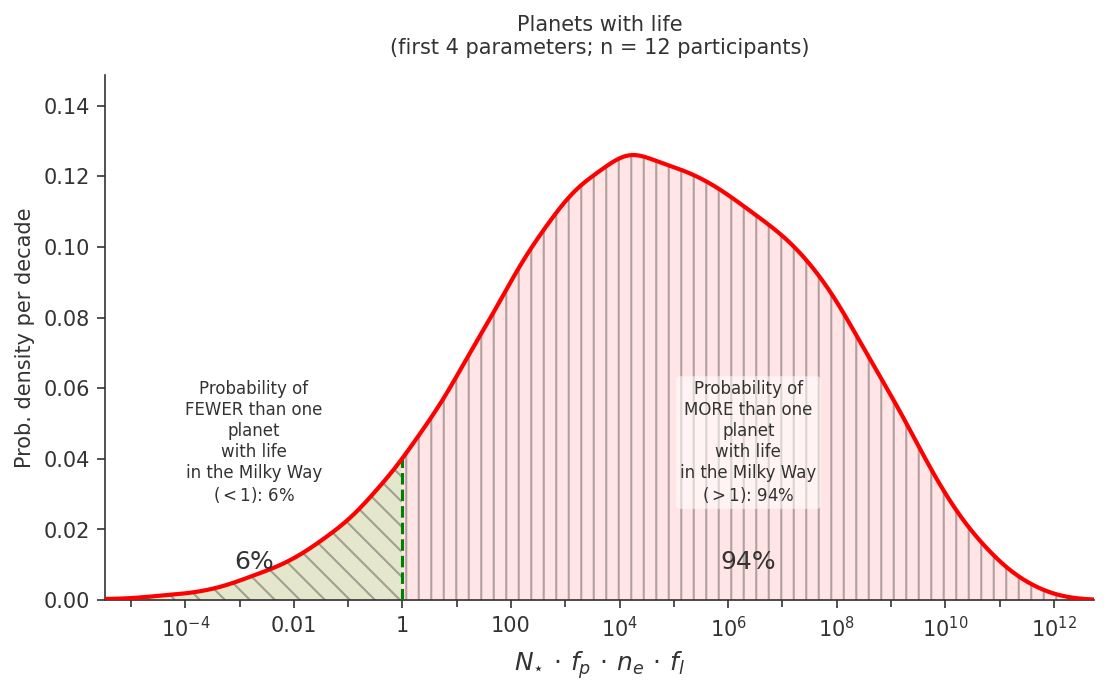 Planets with life
(first 4 parameters; n = 12 participants)
Prob. density per decade
0.14
0.12
0.10
0.08
0.06
0.04
0.02
0.00
Probability of
FEWER than one
planet
with life
in the Milky Way
(<1): 6%
Probability of
MORE than one
planet
with life
in the Milky Way
(>1): 94%
6%
94%
10⁻⁴ 0.01 1 100 10⁴ 10⁶ 10⁸ 10¹⁰ 10¹²
N⋆ · fₚ · nₑ · fₗ